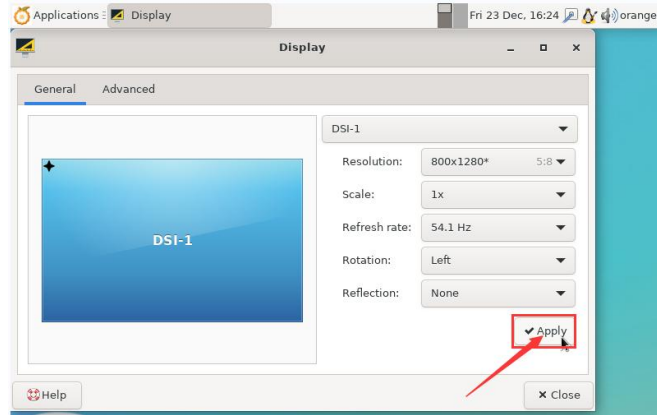 Applications : Display Fri 23 Dec, 16:24 orange
Display
General Advanced
DSI-1
Resolution: 800x1280* 5:8
Scale: 1x
Refresh rate: 54.1 Hz
DSI-1
Rotation: Left
Reflection: None
Apply
Help Close